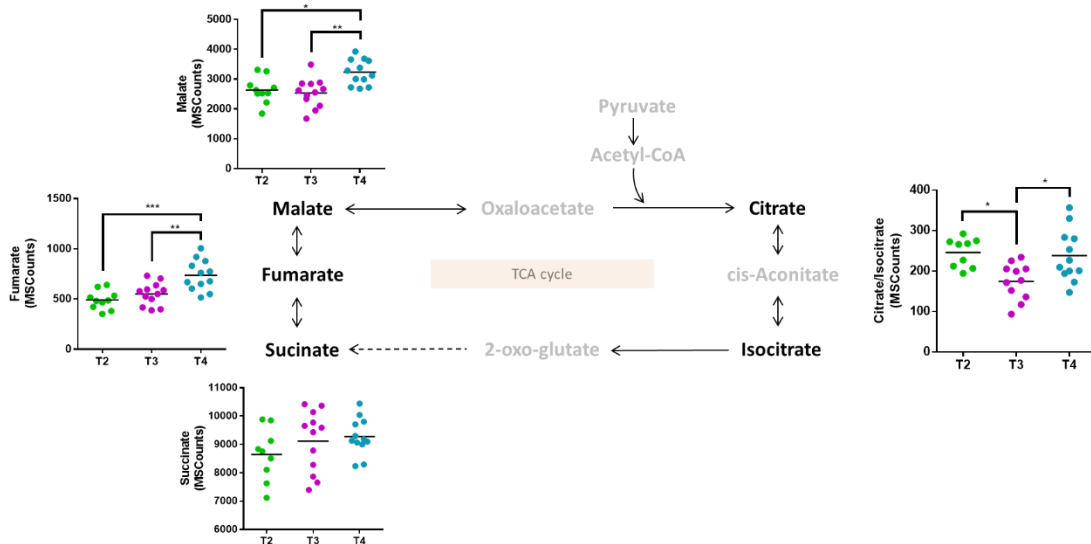 Malate
(MSCounts)
5000
4000
3000
2000
1000
0
*
**
T2
T3
T4
Pyruvate
Acetyl-CoA
Fumarate
(MSCounts)
1500
1000
500
0
***
**
T2
T3
T4
Malate
Oxaloacetate
Citrate
Fumarate
TCA cycle
cis-Aconitate
Sucinate
2-oxo-glutate
Isocitrate
Citrate/Isocitrate
(MSCounts)
400
300
200
100
0
*
*
T2
T3
T4
Succinate
(MSCounts)
11000
10000
9000
8000
7000
6000
T2
T3
T4